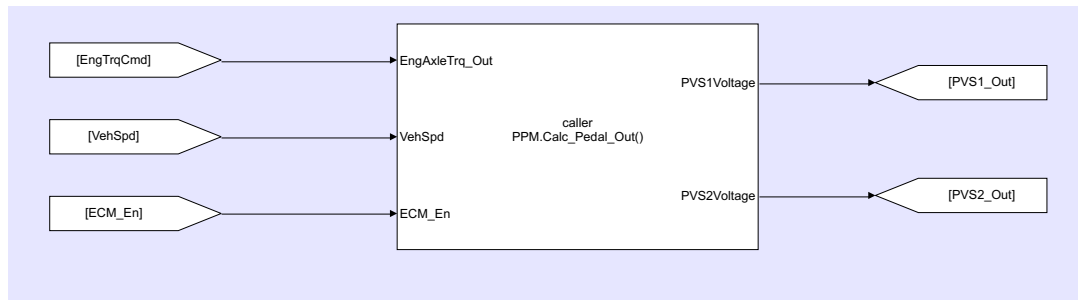 [EngTrqCmd]
EngAxleTrq_Out
PVS1Voltage
[PVS1_Out]
[VehSpd]
VehSpd
caller
PPM.Calc_Pedal_Out()
[ECM_En]
ECM_En
PVS2Voltage
[PVS2_Out]